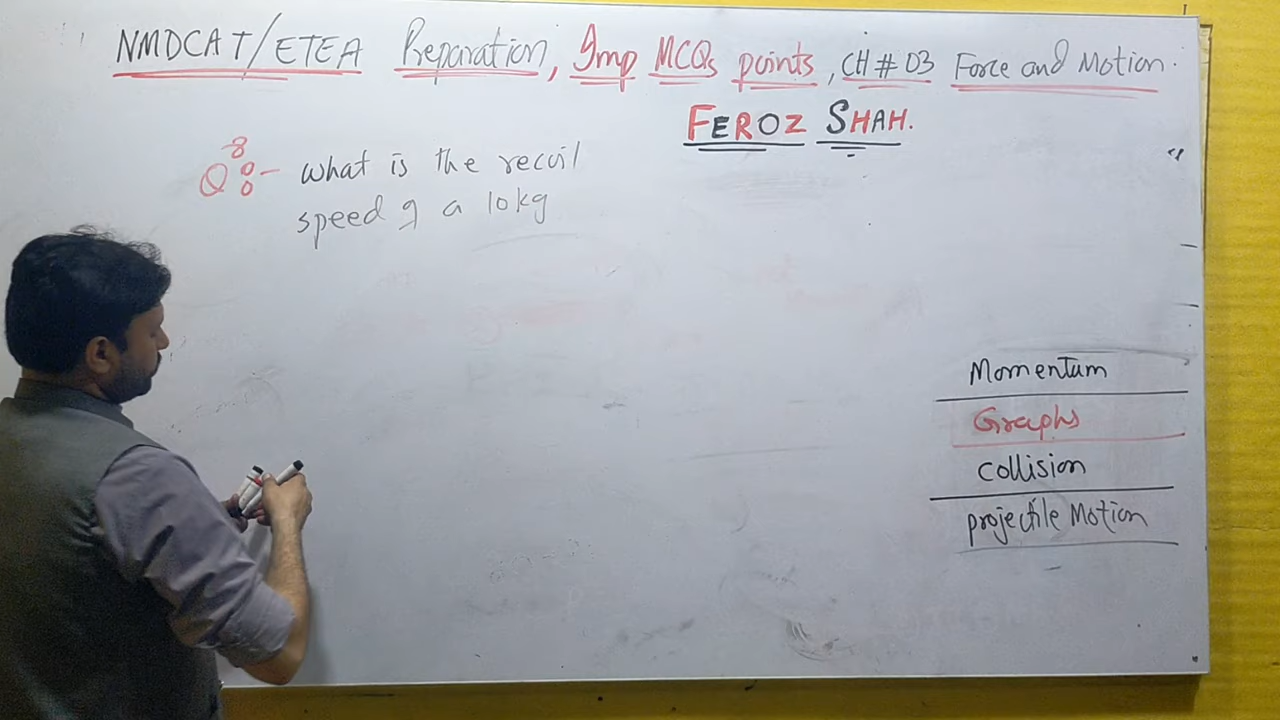 NMDCAT/ETEA Preparation, Imp MCQs points, CH # 03 Force and Motion.
FEROZ SHAH.
Q8:- what is the recoil
speed of a 10kg
Momentum
Graphs
collision
projectile Motion